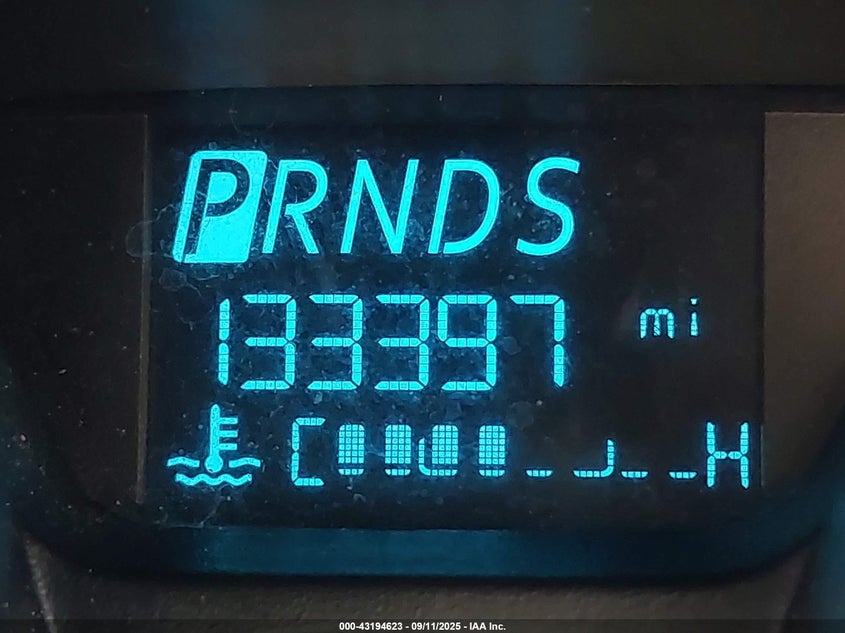 PRNDS
133397 mi
C H
000-43194623 - 09/11/2025 - IAA Inc.